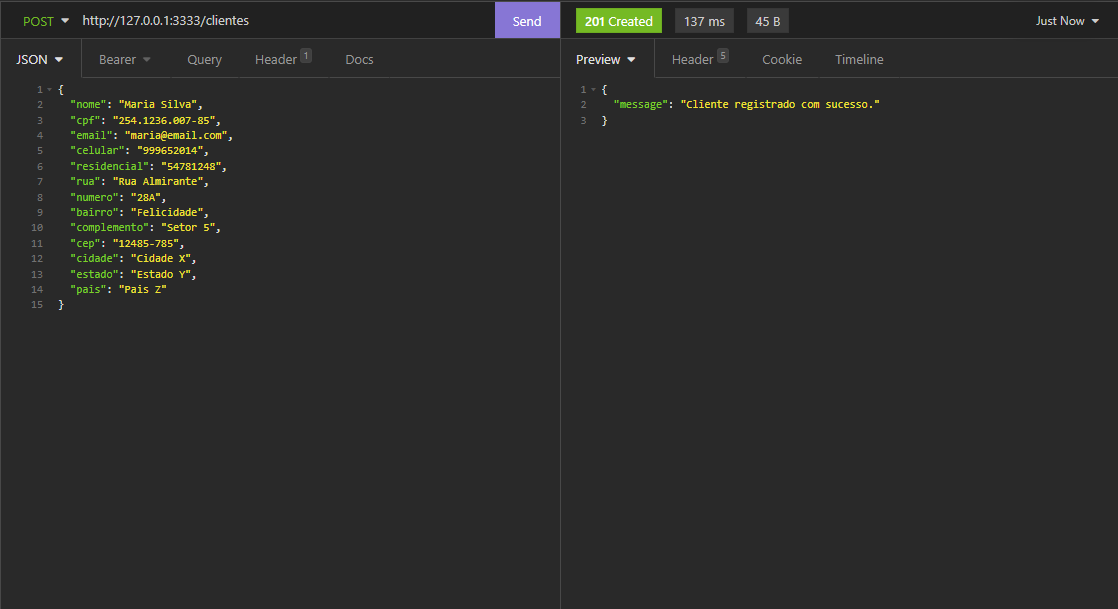 POST http://127.0.0.1:3333/clientes Send 201 Created 137 ms 45 B Just Now
JSON Bearer Query Header 1 Docs Preview Header 5 Cookie Timeline
1 {
2 "nome": "Maria Silva",
3 "cpf": "254.1236.007-85",
4 "email": "maria@email.com",
5 "celular": "999652014",
6 "residencial": "54781248",
7 "rua": "Rua Almirante",
8 "numero": "28A",
9 "bairro": "Felicidade",
10 "complemento": "Setor 5",
11 "cep": "12485-785",
12 "cidade": "Cidade X",
13 "estado": "Estado Y",
14 "pais": "Pais Z"
15 }
1 {
2 "message": "Cliente registrado com sucesso."
3 }